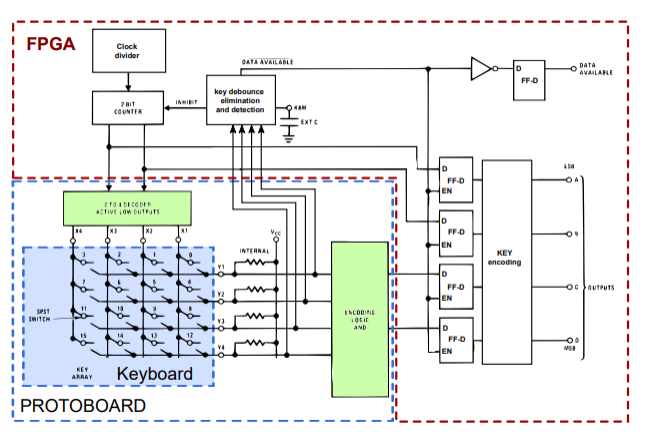 FPGA
Clock
divider
DATA AVAILABLE
D
FF-D
DATA
AVAILABLE
2 BIT
COUNTER
INHIBIT
key debounce
elimination
and detection
KBM
EXT C
D
FF-D
EN
LSB
A
2 TO 4 DECODER
ACTIVE LOW OUTPUTS
X4
X3
X2
X1
VCC
INTERNAL
D
FF-D
EN
KEY
encoding
3
2
1
0
Y1
D
FF-D
EN
C
OUTPUTS
7
6
5
4
Y2
SPST
SWITCH
11
10
9
8
Y3
ENCODING
LOGIC
AND
15
14
13
12
Y4
D
FF-D
EN
D
MSB
KEY
ARRAY
Keyboard
PROTOBOARD